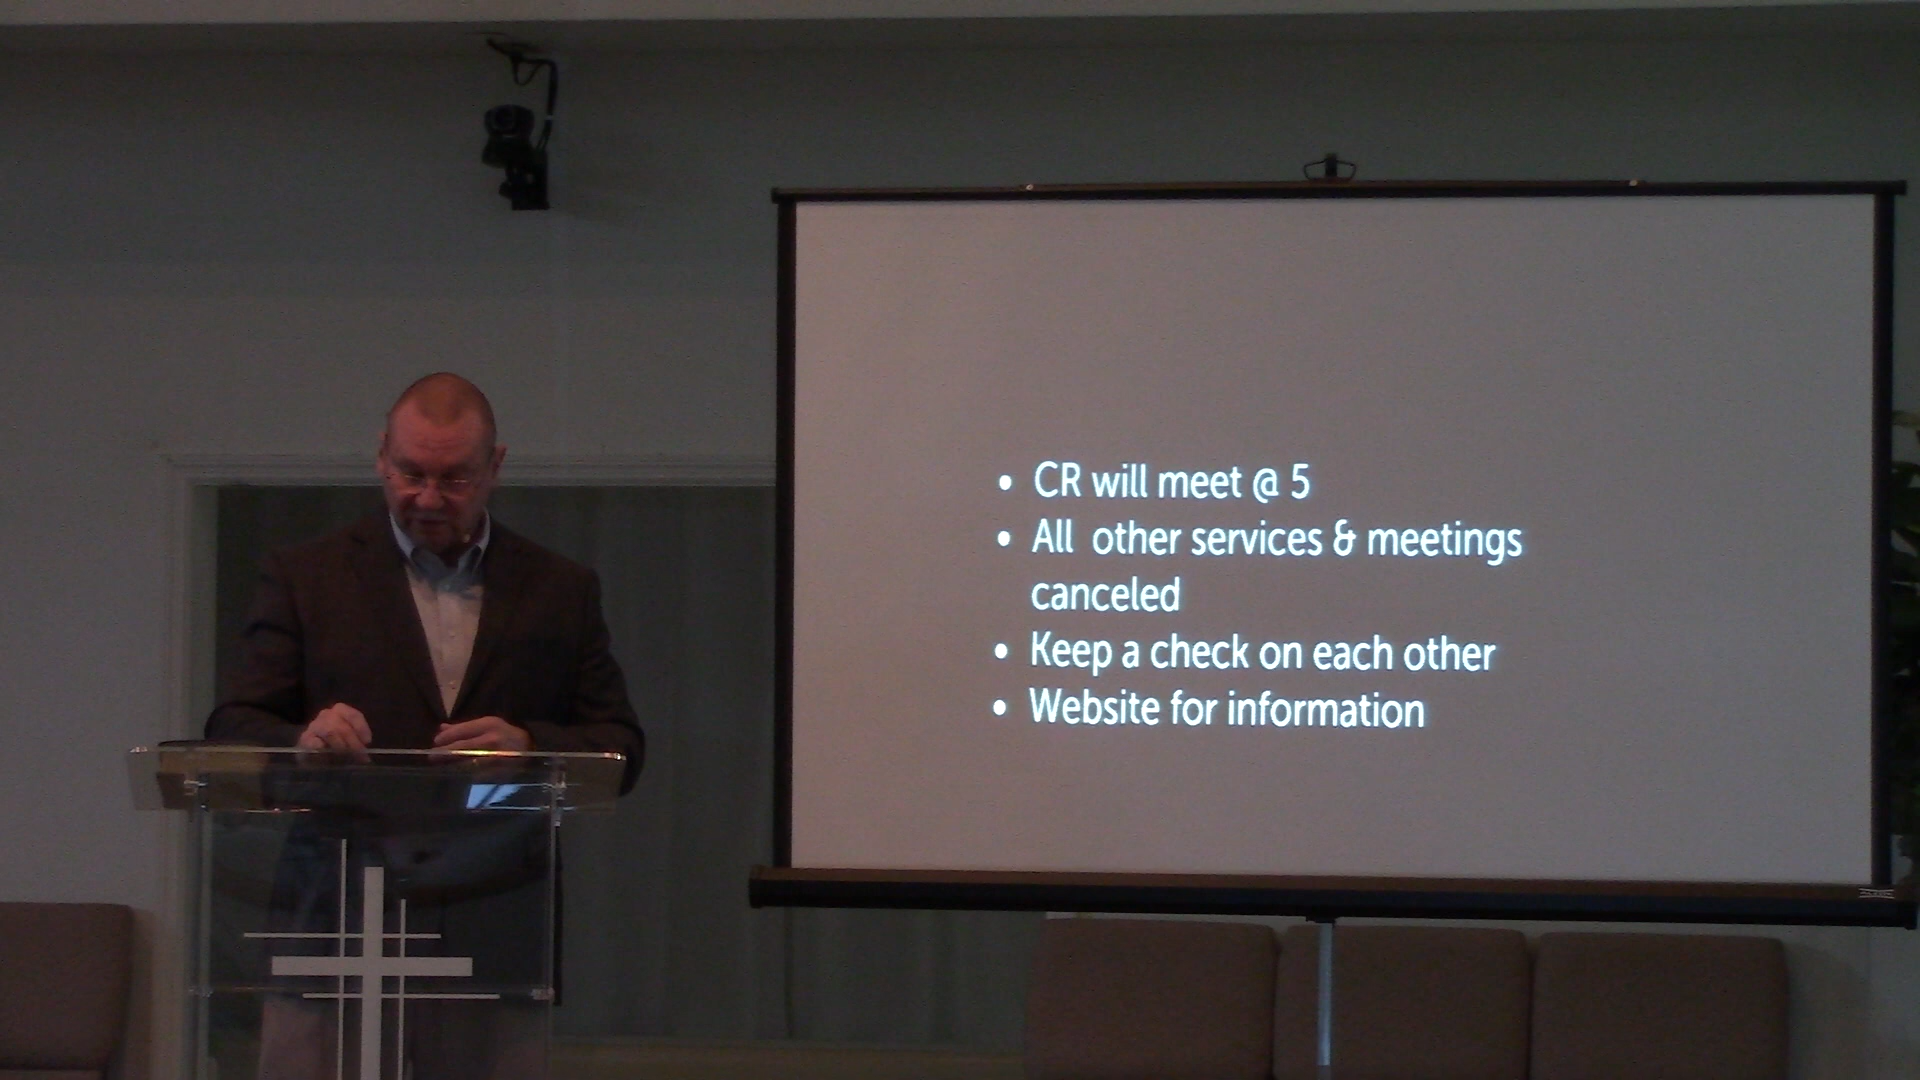 • CR will meet @ 5
• All other services & meetings
canceled
• Keep a check on each other
• Website for information